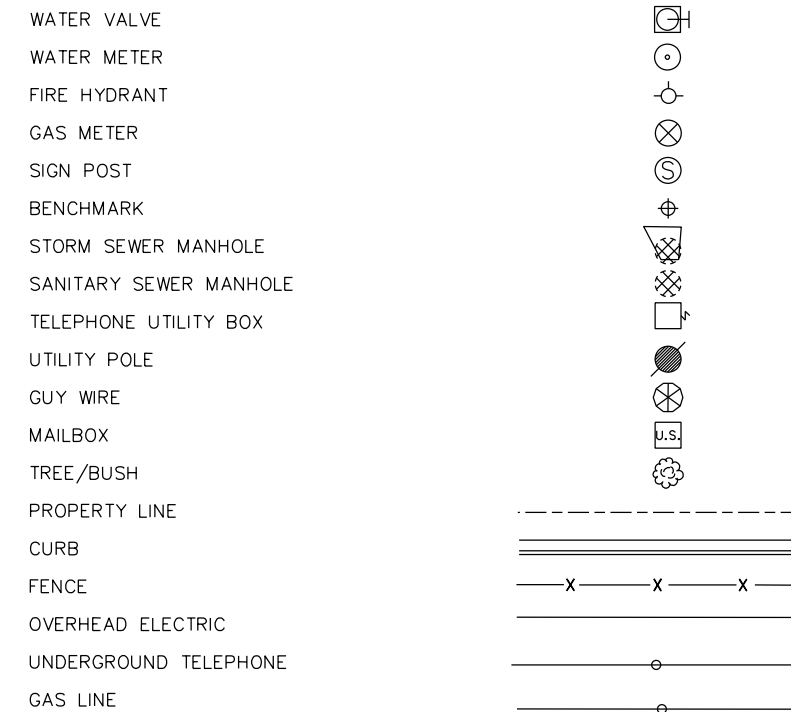 WATER VALVE
WATER METER
FIRE HYDRANT
GAS METER
SIGN POST S
BENCHMARK
STORM SEWER MANHOLE
SANITARY SEWER MANHOLE
TELEPHONE UTILITY BOX
UTILITY POLE
GUY WIRE
MAILBOX U.S.
TREE/BUSH
PROPERTY LINE
CURB
FENCE X X X
OVERHEAD ELECTRIC
UNDERGROUND TELEPHONE
GAS LINE